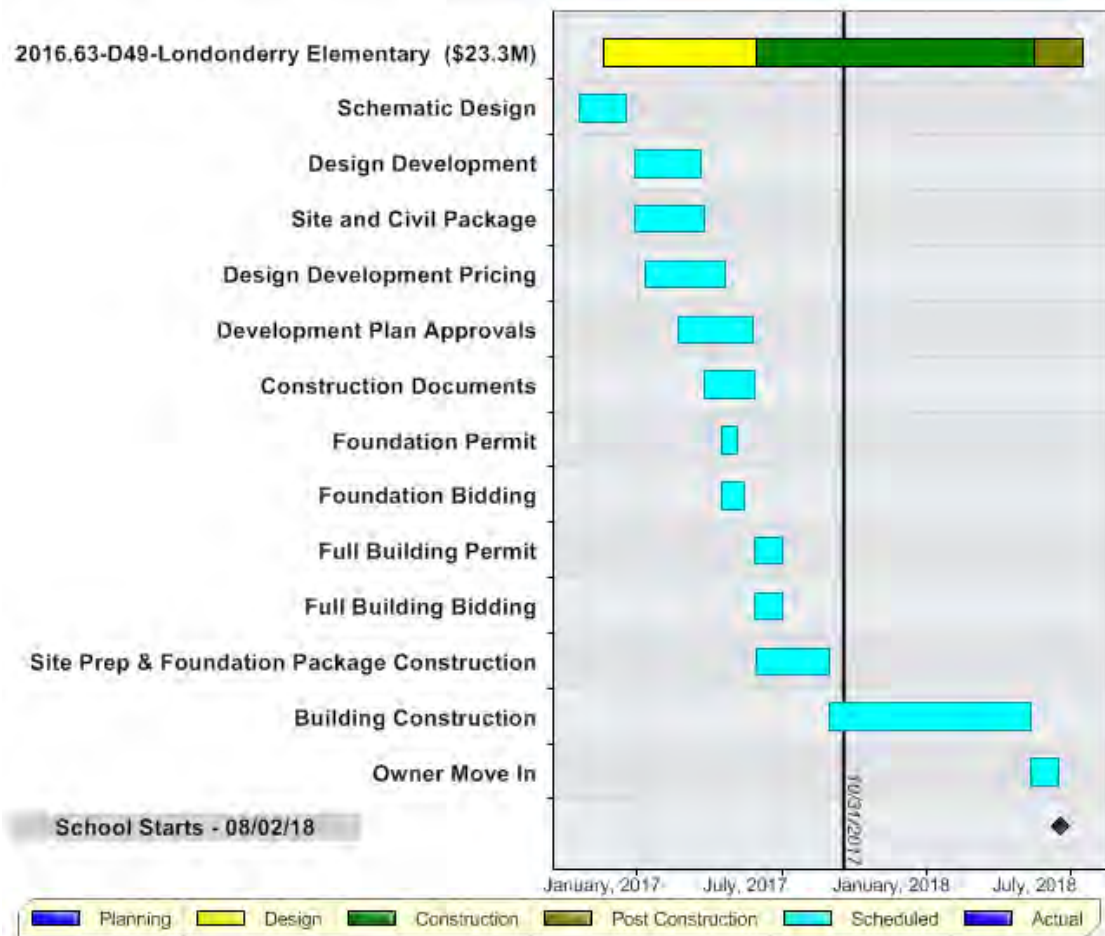 2016.63-D49-Londonderry Elementary ($23.3M)
Schematic Design
Design Development
Site and Civil Package
Design Development Pricing
Development Plan Approvals
Construction Documents
Foundation Permit
Foundation Bidding
Full Building Permit
Full Building Bidding
Site Prep & Foundation Package Construction
Building Construction
Owner Move In
10/31/2017
School Starts - 08/02/18
January, 2017 July, 2017 January, 2018 July, 2018
Planning Design Construction Post Construction Scheduled Actual